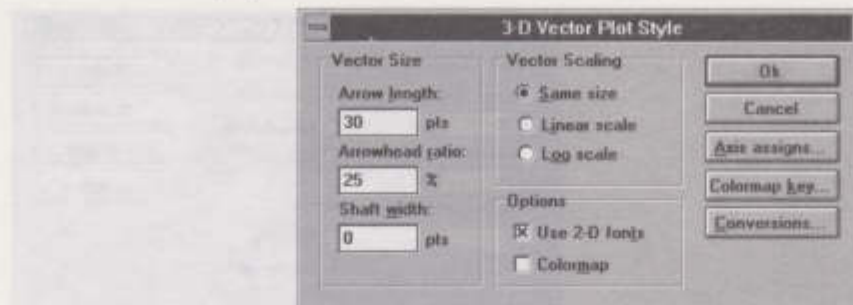 3-D Vector Plot Style
Vector Size
Arrow length:
30 pts
Arrowhead ratio:
25 %
Shaft width:
0 pts
Vector Scaling
Same size
Linear scale
Log scale
Options
Use 2-D fonts
Colormap
Ok
Cancel
Axis assigns...
Colormap key...
Conversions...